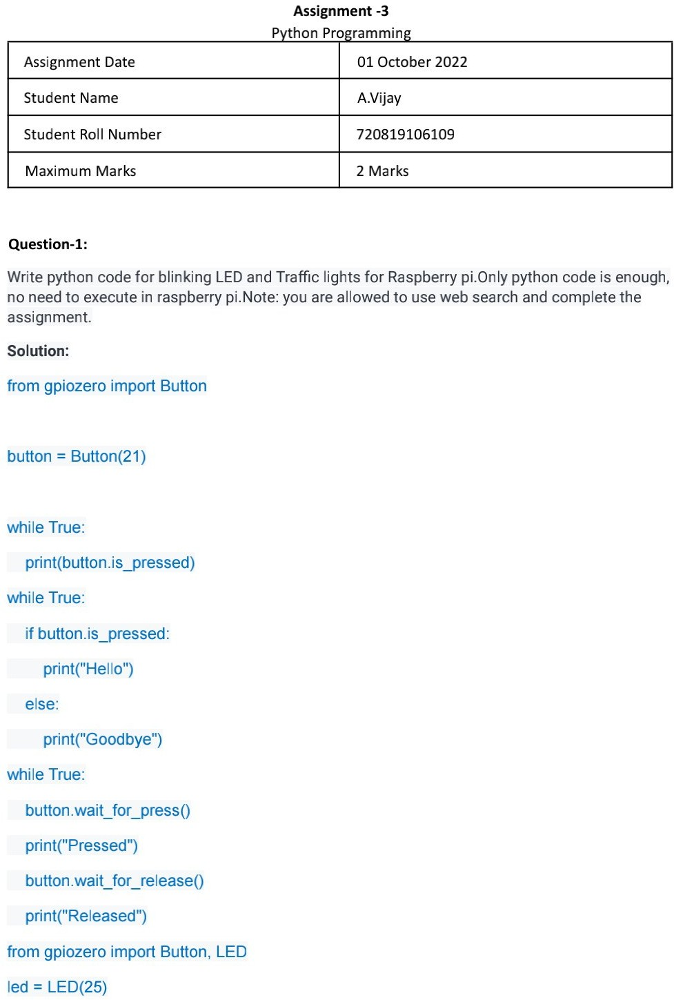 Assignment -3
Python Programming
Assignment Date 01 October 2022
Student Name A.Vijay
Student Roll Number 720819106109
Maximum Marks 2 Marks
Question-1:
Write python code for blinking LED and Traffic lights for Raspberry pi.Only python code is enough,
no need to execute in raspberry pi.Note: you are allowed to use web search and complete the
assignment.
Solution:
from gpiozero import Button
button = Button(21)
while True:
    print(button.is_pressed)
while True:
    if button.is_pressed:
        print("Hello")
    else:
        print("Goodbye")
while True:
    button.wait_for_press()
    print("Pressed")
    button.wait_for_release()
    print("Released")
from gpiozero import Button, LED
led = LED(25)